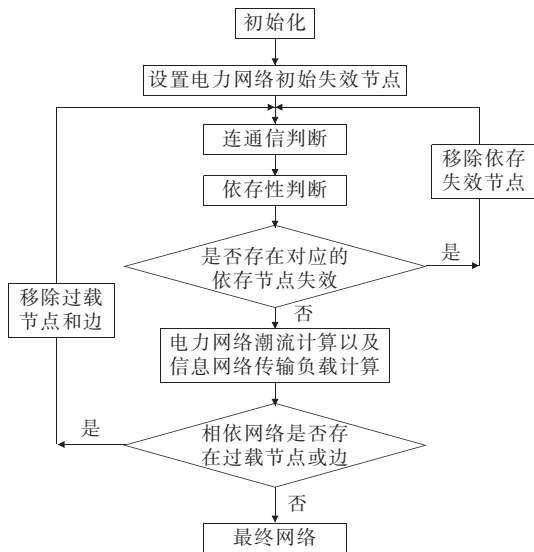 初始化
设置电力网络初始失效节点
连通信判断
移除依存
失效节点
依存性判断
是否存在对应的
依存节点失效
是
否
移除过载
节点和边
电力网络潮流计算以及
信息网络传输负载计算
相依网络是否存
在过载节点或边
是
否
最终网络